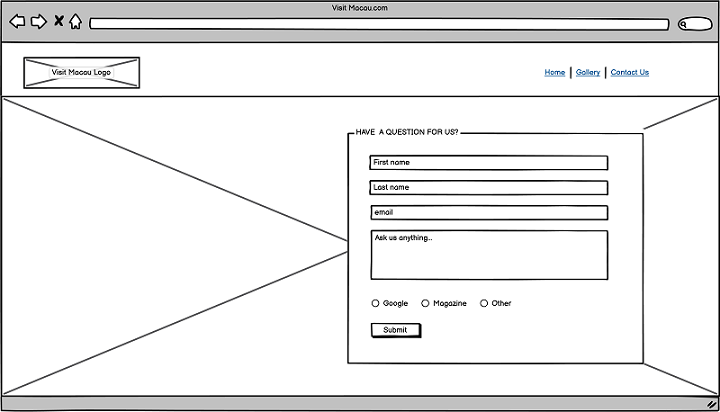 Visit Macau.com
Visit Macau Logo
Home | Gallery | Contact Us
HAVE A QUESTION FOR US?
First name
Last name
email
Ask us anything..
Google Magazine Other
Submit